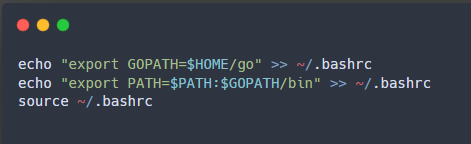 echo "export GOPATH=$HOME/go" >> ~/.bashrc
echo "export PATH=$PATH:$GOPATH/bin" >> ~/.bashrc
source ~/.bashrc